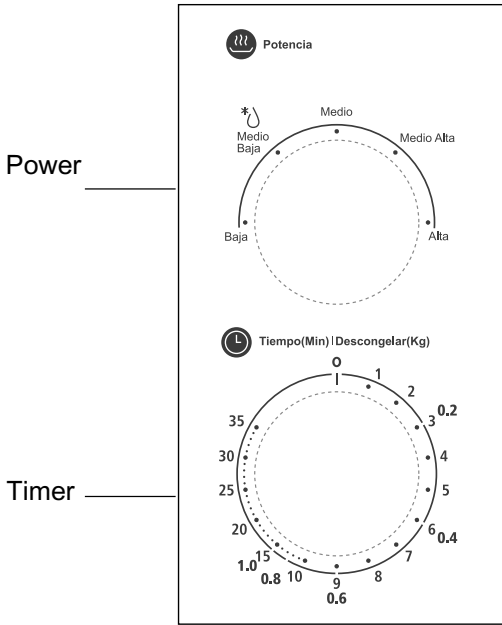 Potencia
Medio
Medio
Baja
Medio Alta
Power
Baja
Alta
Tiempo(Min)|Descongelar(Kg)
0
1
2
3
0.2
4
5
6
0.4
7
8
9
0.6
10
0.8
15
1.0
20
25
30
35
Timer